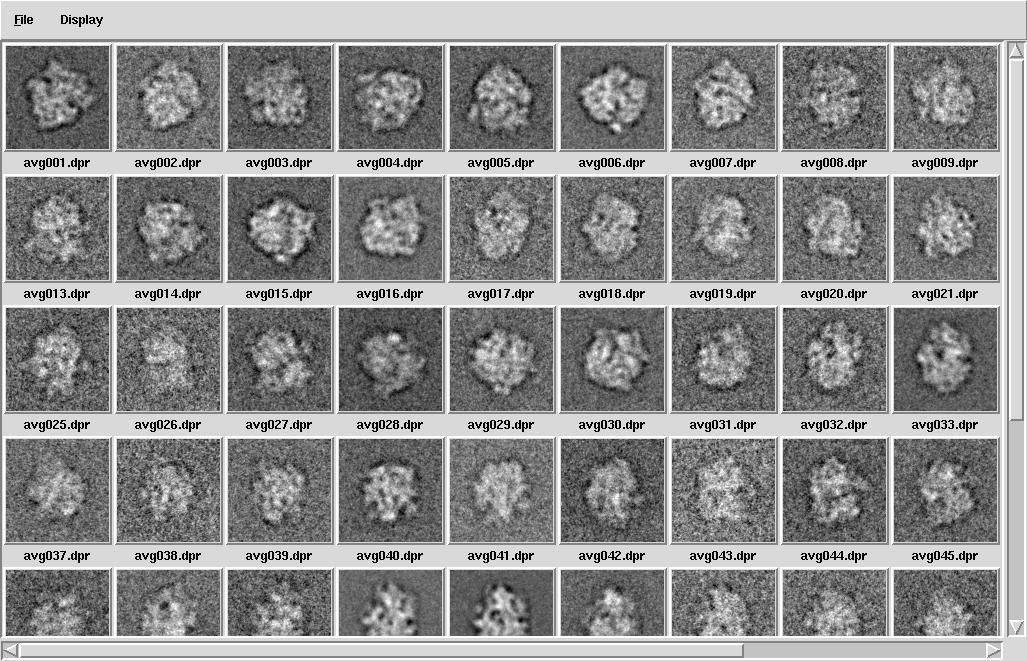 File Display
avg001.dpr avg002.dpr avg003.dpr avg004.dpr avg005.dpr avg006.dpr avg007.dpr avg008.dpr avg009.dpr
avg013.dpr avg014.dpr avg015.dpr avg016.dpr avg017.dpr avg018.dpr avg019.dpr avg020.dpr avg021.dpr
avg025.dpr avg026.dpr avg027.dpr avg028.dpr avg029.dpr avg030.dpr avg031.dpr avg032.dpr avg033.dpr
avg037.dpr avg038.dpr avg039.dpr avg040.dpr avg041.dpr avg042.dpr avg043.dpr avg044.dpr avg045.dpr